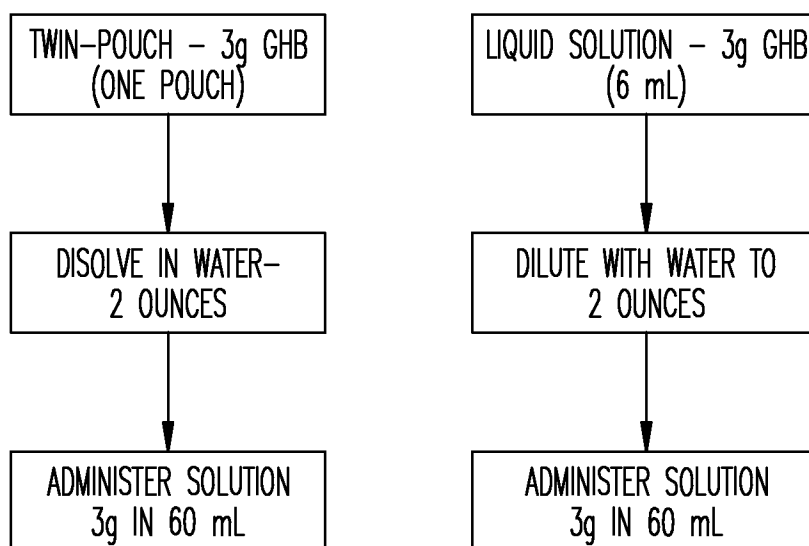 TWIN-POUCH - 3g GHB
(ONE POUCH)
DISOLVE IN WATER-
2 OUNCES
ADMINISTER SOLUTION
3g IN 60 mL
LIQUID SOLUTION - 3g GHB
(6 mL)
DILUTE WITH WATER TO
2 OUNCES
ADMINISTER SOLUTION
3g IN 60 mL